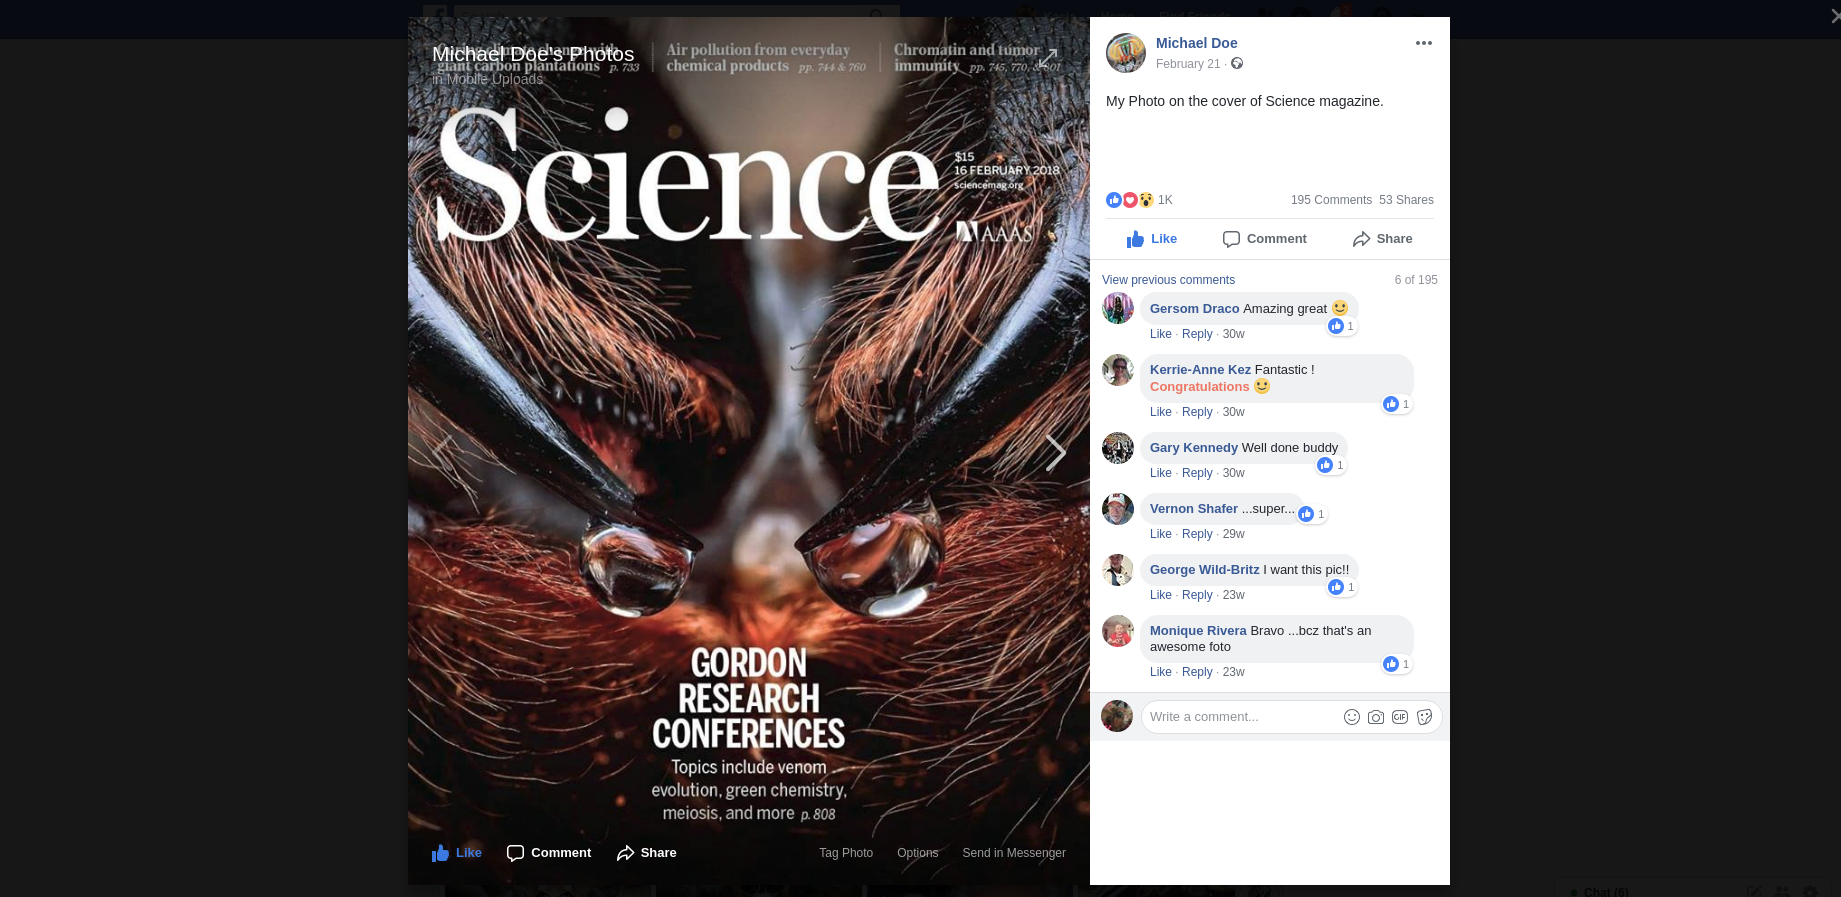 Michael Doe's Photos
in Mobile Uploads
giant carbon plantations p. 733
Air pollution from everyday
chemical products pp. 744 & 760
Chromatin and tumor
immunity pp. 745, 770, & 801
Science
$15
16 FEBRUARY 2018
sciencemag.org
AAAS
GORDON
RESEARCH
CONFERENCES
Topics include venom
evolution, green chemistry,
meiosis, and more p. 808
Like Comment Share Tag Photo Options Send in Messenger
Michael Doe
February 21 ·
My Photo on the cover of Science magazine.
1K 195 Comments 53 Shares
Like Comment Share
View previous comments 6 of 195
Gersom Draco Amazing great
1
Like · Reply · 30w
Kerrie-Anne Kez Fantastic !
Congratulations
1
Like · Reply · 30w
Gary Kennedy Well done buddy
1
Like · Reply · 30w
Vernon Shafer ...super...
1
Like · Reply · 29w
George Wild-Britz I want this pic!!
1
Like · Reply · 23w
Monique Rivera Bravo ...bcz that's an
awesome foto
1
Like · Reply · 23w
Write a comment... GIF
Chat (6)